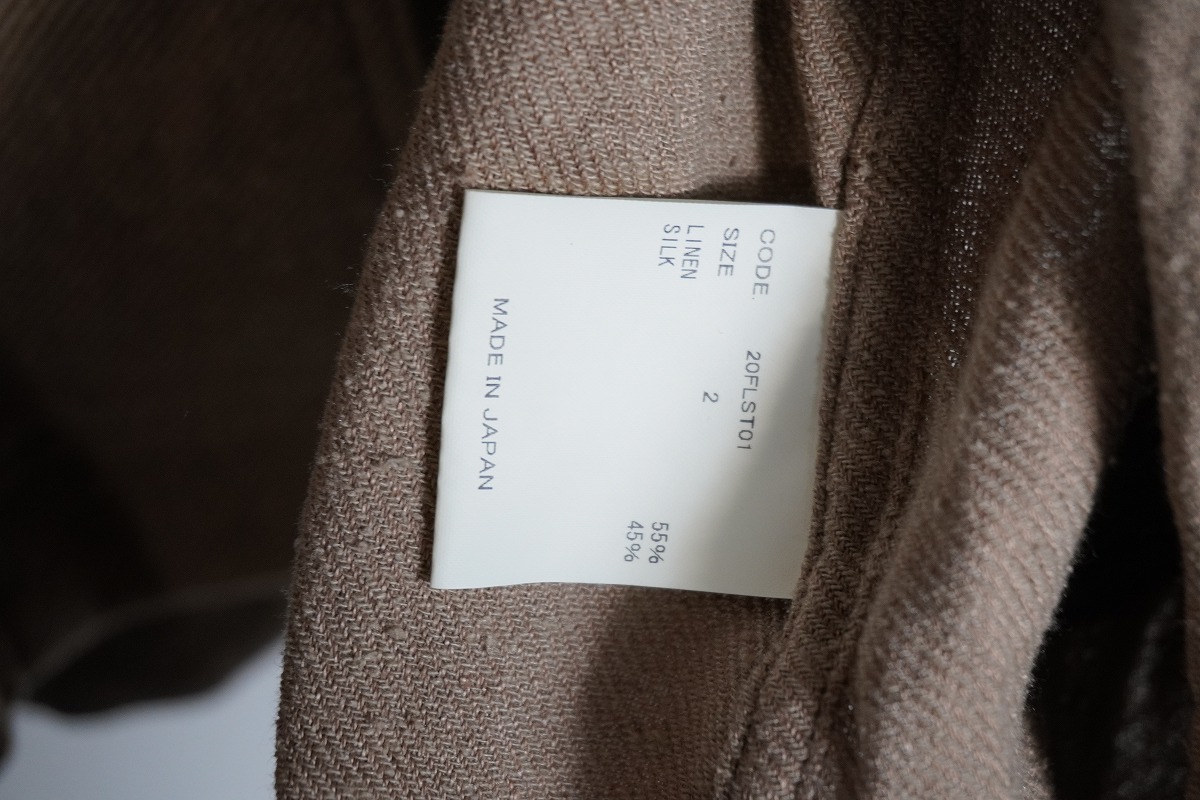 CODE. 20FLST01
SIZE 2
LINEN 55%
SILK 45%
MADE IN JAPAN